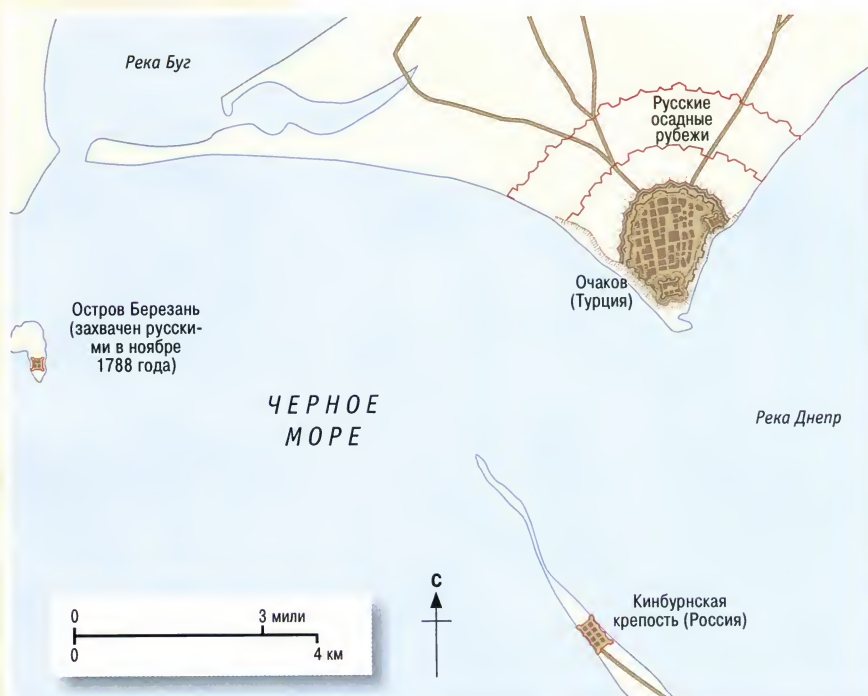 Река Буг
Русские
осадные
рубежи
Очаков
(Турция)
Остров Березань
(захвачен русски-
ми в ноябре
1788 года)
ЧЕРНОЕ
МОРЕ
Река Днепр
С
Кинбурнская
крепость (Россия)
0 3 мили
0 4 км